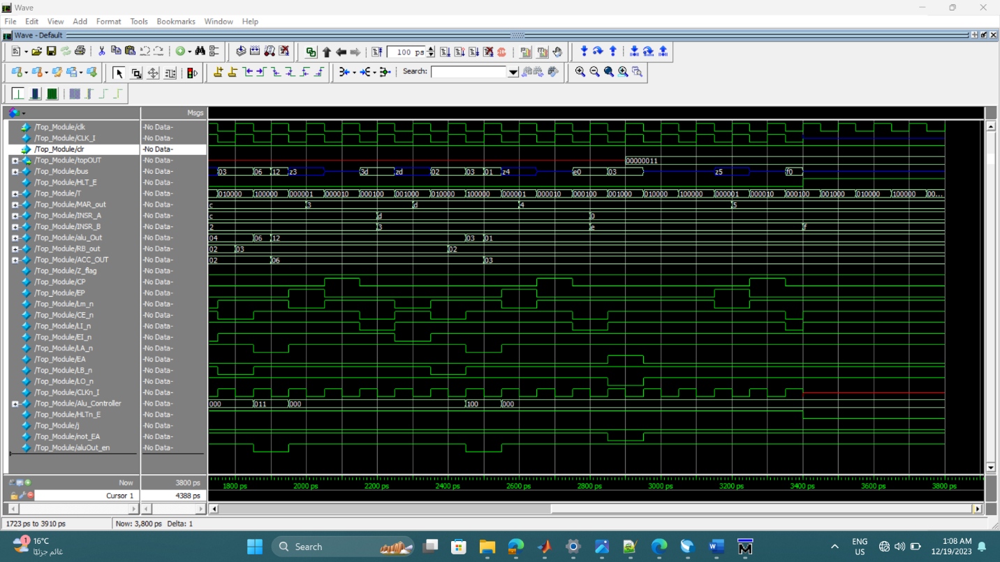 Wave
File Edit View Add Format Tools Bookmarks Window Help
Wave - Default
100 ps
Search:
Msgs
/Top_Module/clk -No Data-
/Top_Module/CLK_I -No Data-
/Top_Module/clr -No Data-
/Top_Module/topOUT -No Data- 00000011
/Top_Module/bus -No Data- 03 06 12 z3 3d zd 02 03 01 z4 e0 03 z5 f0
/Top_Module/HLT_E -No Data-
/Top_Module/T -No Data- 010000 100000 000001 000010 000100 001000 010000 100000 000001 000010 000100 001000 010000 100000 000001 000010 000100 001000 010000 100000 00...
/Top_Module/MAR_out -No Data- c 3 d 4 5
/Top_Module/INSR_A -No Data- c d 0
/Top_Module/INSR_B -No Data- 2 3 e f
/Top_Module/alu_Out -No Data- 04 06 12 03 01
/Top_Module/RB_out -No Data- 02 03 02
/Top_Module/ACC_OUT -No Data- 02 06 03
/Top_Module/Z_flag -No Data-
/Top_Module/CP -No Data-
/Top_Module/EP -No Data-
/Top_Module/Lm_n -No Data-
/Top_Module/CE_n -No Data-
/Top_Module/LI_n -No Data-
/Top_Module/EI_n -No Data-
/Top_Module/LA_n -No Data-
/Top_Module/EA -No Data-
/Top_Module/LB_n -No Data-
/Top_Module/LO_n -No Data-
/Top_Module/CLKn_I -No Data-
/Top_Module/Alu_Controller -No Data- 000 011 000 100 000
/Top_Module/HLTn_E -No Data-
/Top_Module/j -No Data-
/Top_Module/not_EA -No Data-
/Top_Module/aluOut_en -No Data-
Now 3800 ps 1800 ps 2000 ps 2200 ps 2400 ps 2600 ps 2800 ps 3000 ps 3200 ps 3400 ps 3600 ps 3800 ps
Cursor 1 4388 ps
1723 ps to 3910 ps Now: 3,800 ps Delta: 1
1 16°C
غائم جزئيًا
Search
ENG
US
1:08 AM
12/19/2023